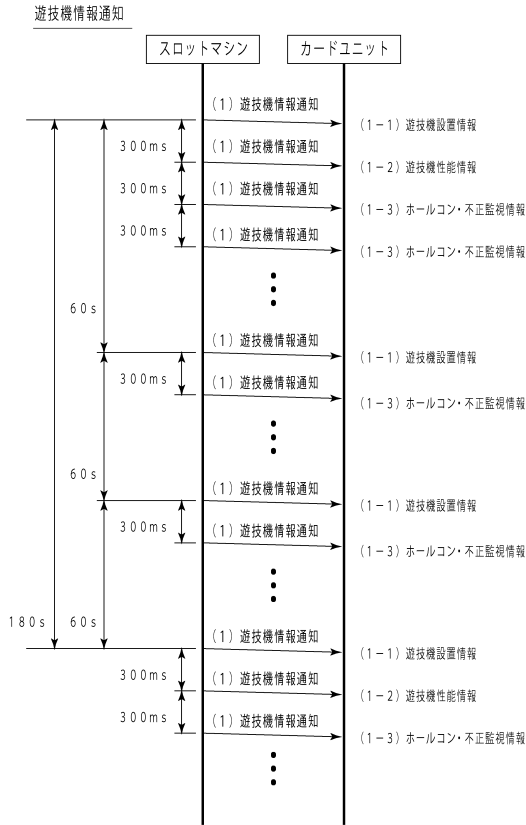 遊技機情報通知
スロットマシン　カードユニット
（１）遊技機情報通知
（１－１）遊技機設置情報
３００ms
（１）遊技機情報通知
（１－２）遊技機性能情報
３００ms
（１）遊技機情報通知
（１－３）ホールコン・不正監視情報
３００ms
（１）遊技機情報通知
（１－３）ホールコン・不正監視情報
６０s
（１）遊技機情報通知
（１－１）遊技機設置情報
３００ms
（１）遊技機情報通知
（１－３）ホールコン・不正監視情報
６０s
（１）遊技機情報通知
（１－１）遊技機設置情報
３００ms
（１）遊技機情報通知
（１－３）ホールコン・不正監視情報
１８０s　６０s
（１）遊技機情報通知
（１－１）遊技機設置情報
３００ms
（１）遊技機情報通知
（１－２）遊技機性能情報
３００ms
（１）遊技機情報通知
（１－３）ホールコン・不正監視情報